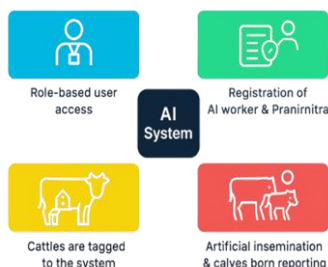 Role-based user
access
Registration of
AI worker & Pranirnitra
AI
System
Cattles are tagged
to the system
Artificial insemination
& calves born reporting